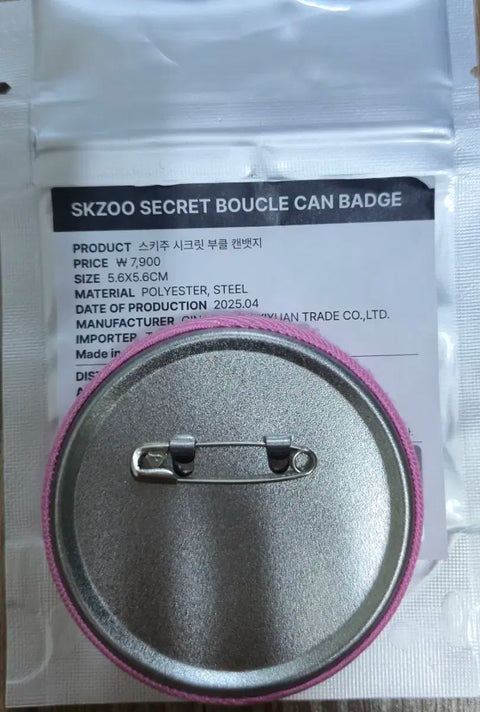 SKZOO SECRET BOUCLE CAN BADGE
PRODUCT 스키주 시크릿 부클 캔뱃지
PRICE ₩ 7,900
SIZE 5.6X5.6CM
MATERIAL POLYESTER, STEEL
DATE OF PRODUCTION 2025.04
MANUFACTURER TRADE CO.,LTD.
IMPORTER
Made in